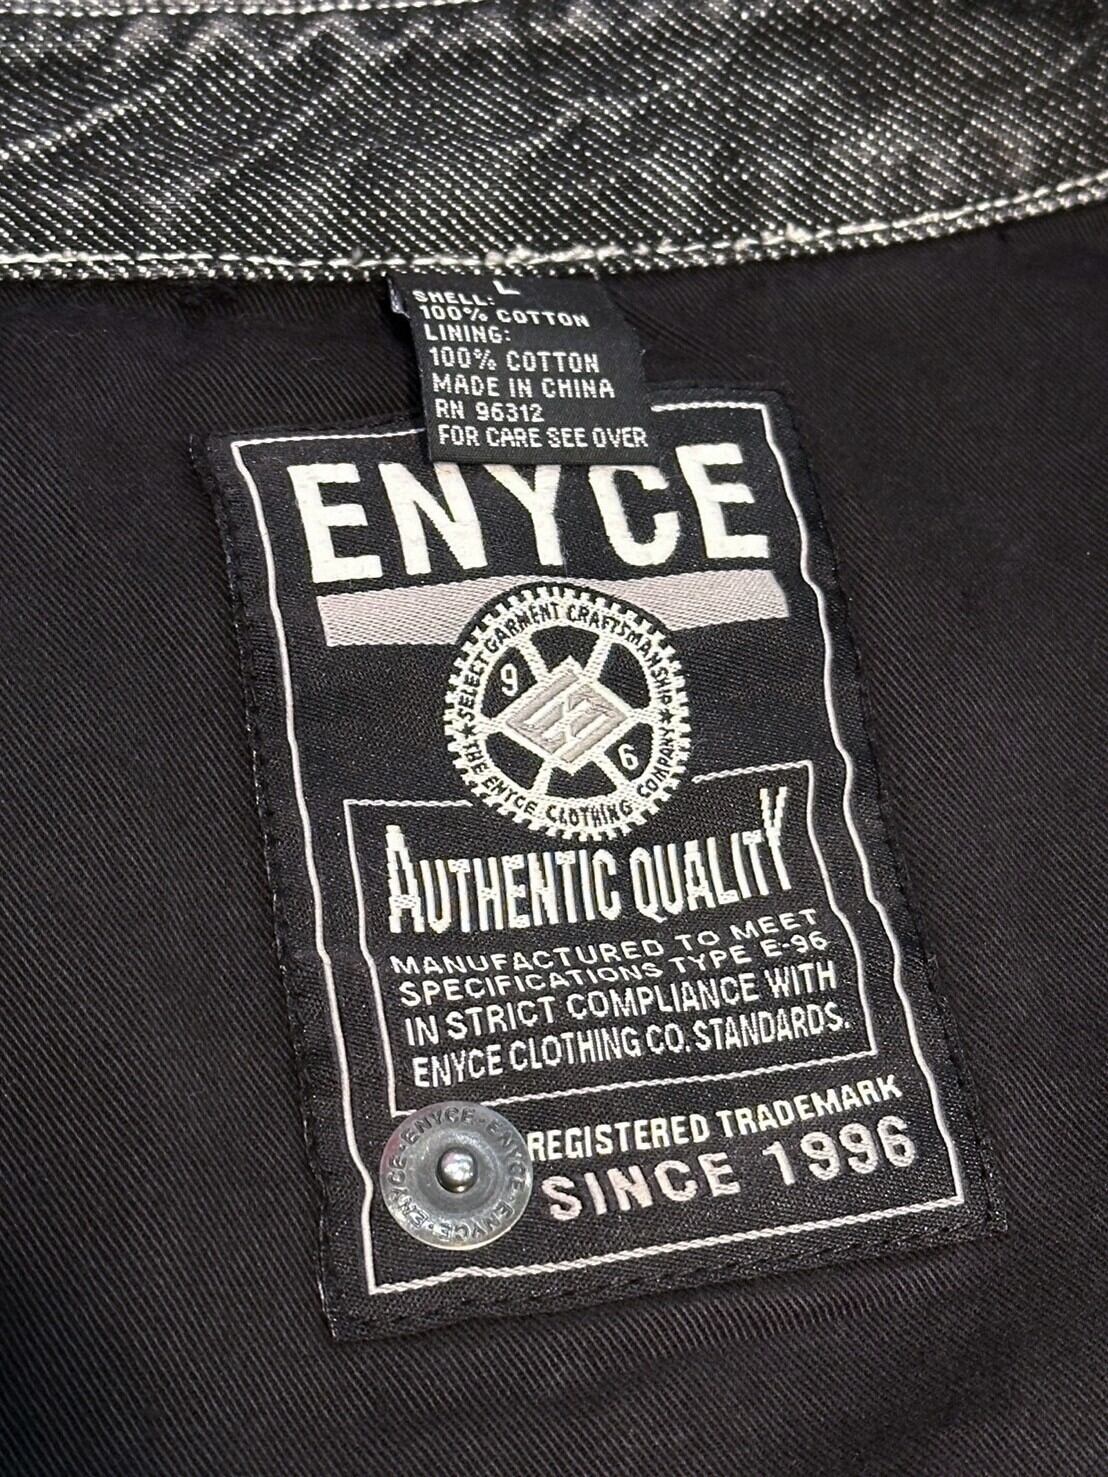 L
SHELL:
100% COTTON
LINING:
100% COTTON
MADE IN CHINA
RN 96312
FOR CARE SEE OVER
ENYCE
★ SELECT GARMENT CRAFTSMANSHIP ★
THE ENYCE CLOTHING COMPANY
9
6
AUTHENTIC QUALITY
MANUFACTURED TO MEET
SPECIFICATIONS TYPE E-96
IN STRICT COMPLIANCE WITH
ENYCE CLOTHING CO. STANDARDS.
REGISTERED TRADEMARK
SINCE 1996
ENYCE · ENYCE · ENYCE · ENYCE · ENYCE